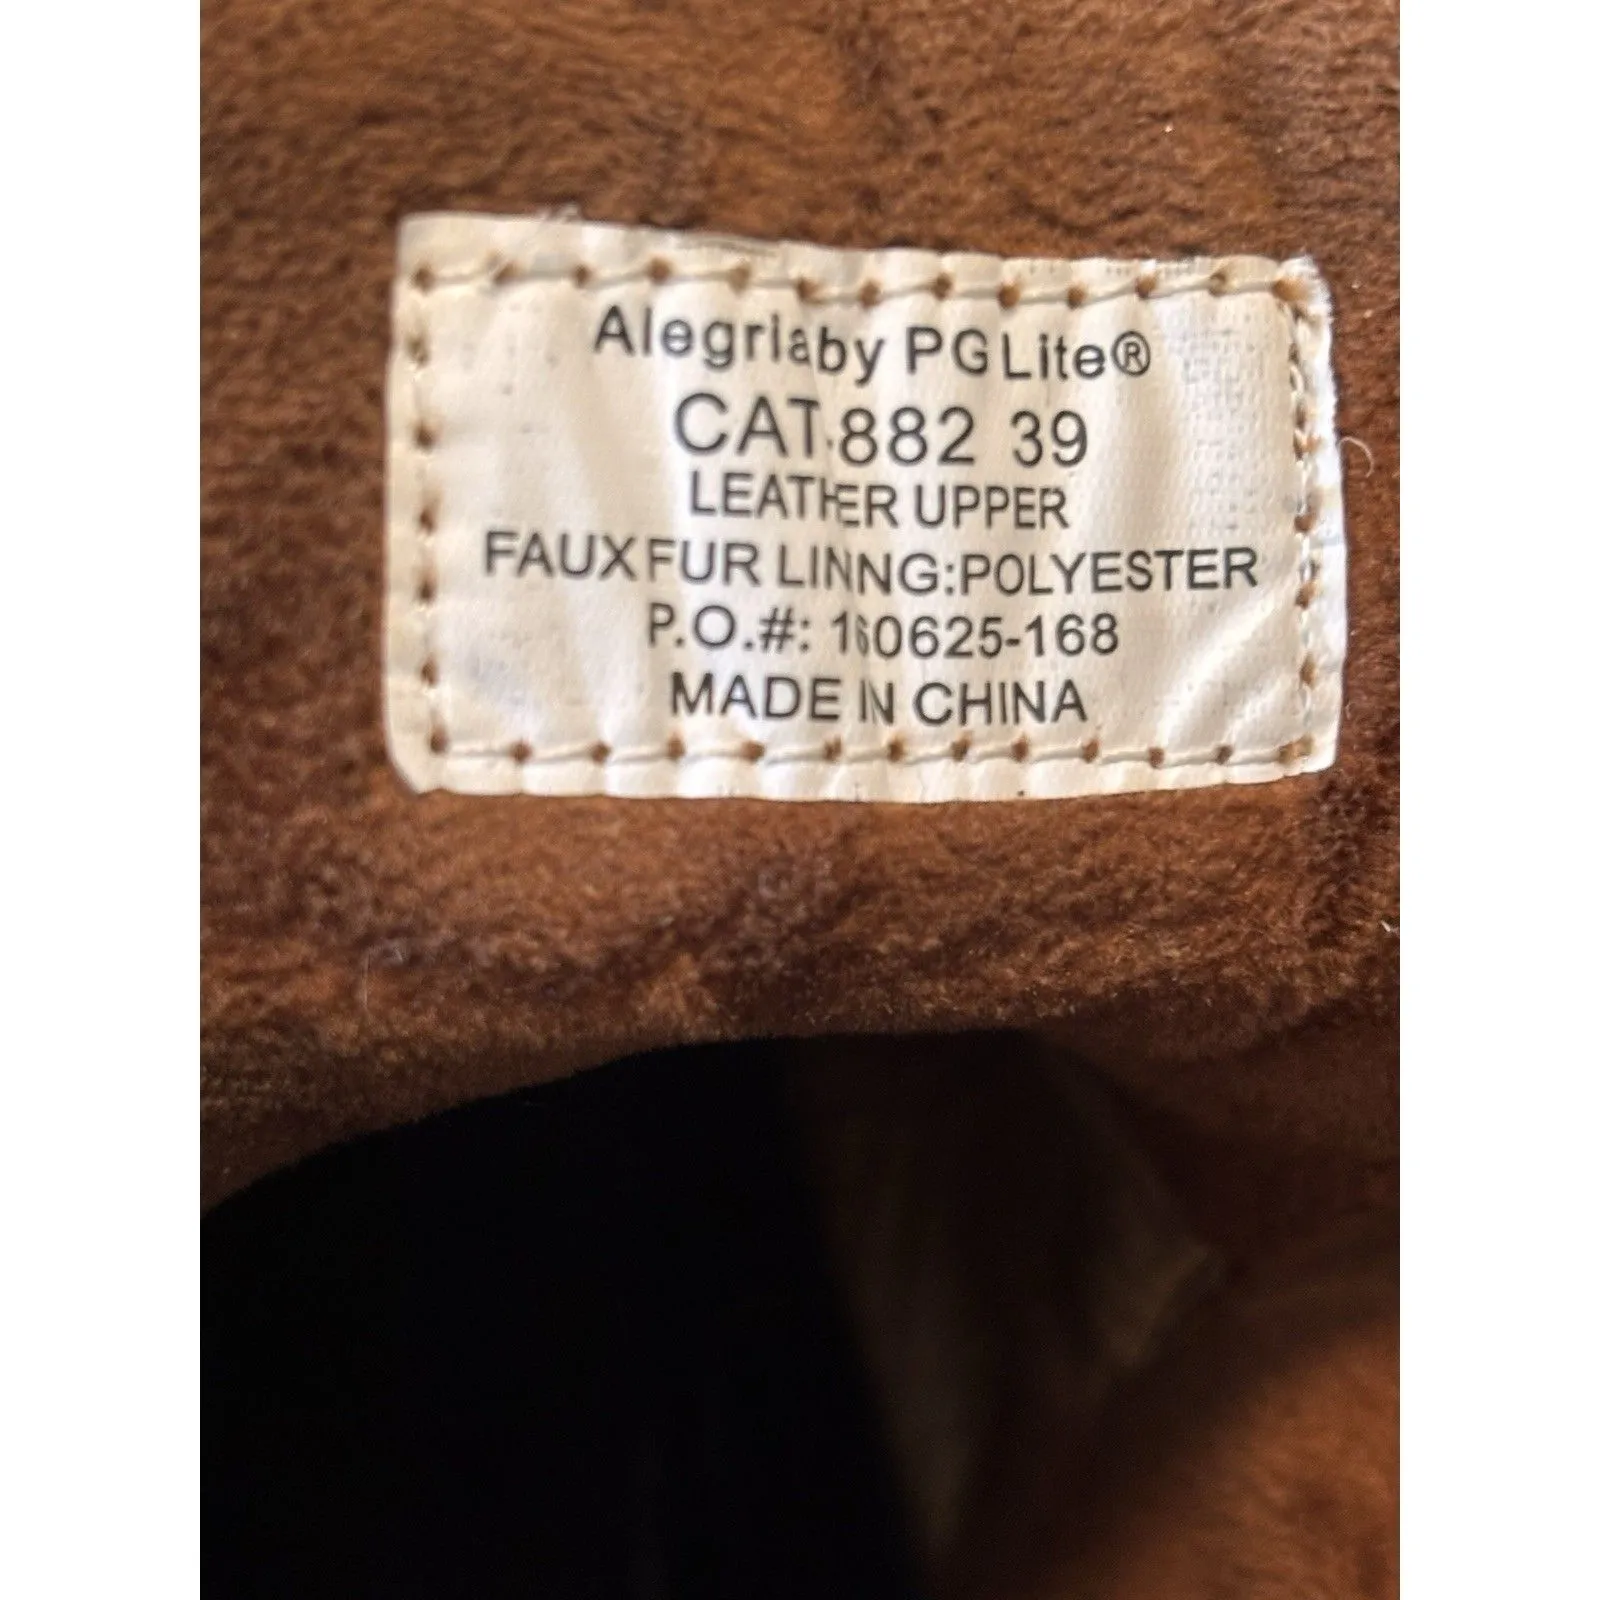 Alegriaby PG Lite®
CAT.882 39
LEATHER UPPER
FAUX FUR LINING:POLYESTER
P.O.#: 160625-168
MADE IN CHINA